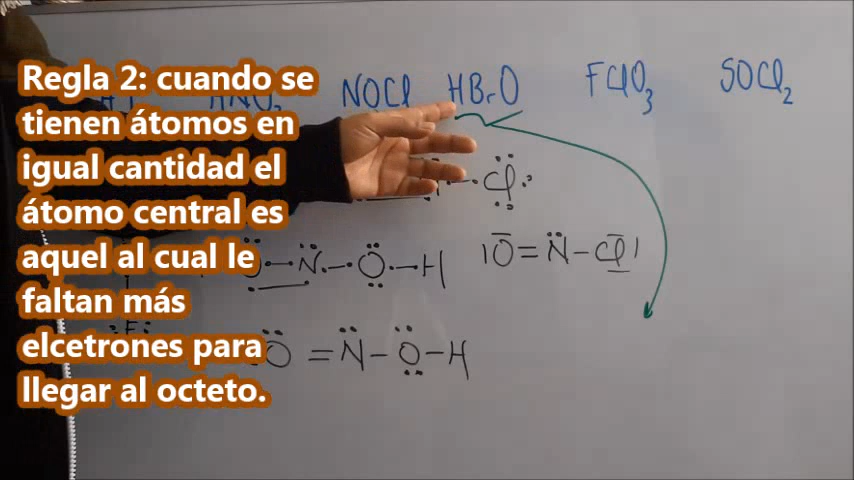 Regla 2: cuando se
tienen átomos en
igual cantidad el
átomo central es
aquel al cual le
faltan más
elcetrones para
llegar al octeto.
NOCl HBrO FClO3 SOCl2
Cl
N-O-H
O=N-Cl
O=N-O-H